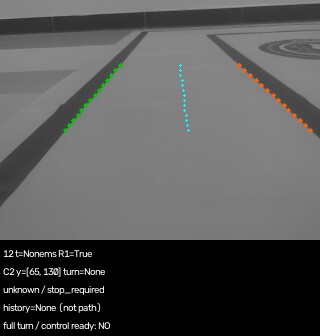 12 t=Nonems R1=True
C2 y=[65, 130] turn=None
unknown / stop_required
history=None (not path)
full turn / control ready: NO